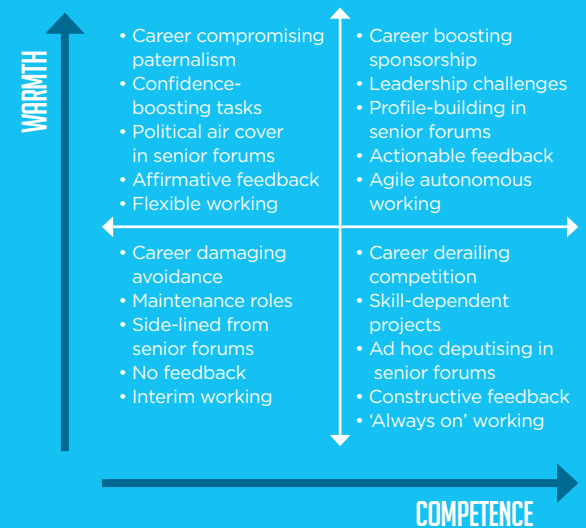 WARMTH
• Career compromising
paternalism
• Confidence-
boosting tasks
• Political air cover
in senior forums
• Affirmative feedback
• Flexible working
• Career boosting
sponsorship
• Leadership challenges
• Profile-building in
senior forums
• Actionable feedback
• Agile autonomous
working
• Career damaging
avoidance
• Maintenance roles
• Side-lined from
senior forums
• No feedback
• Interim working
• Career derailing
competition
• Skill-dependent
projects
• Ad hoc deputising in
senior forums
• Constructive feedback
• ‘Always on’ working
COMPETENCE